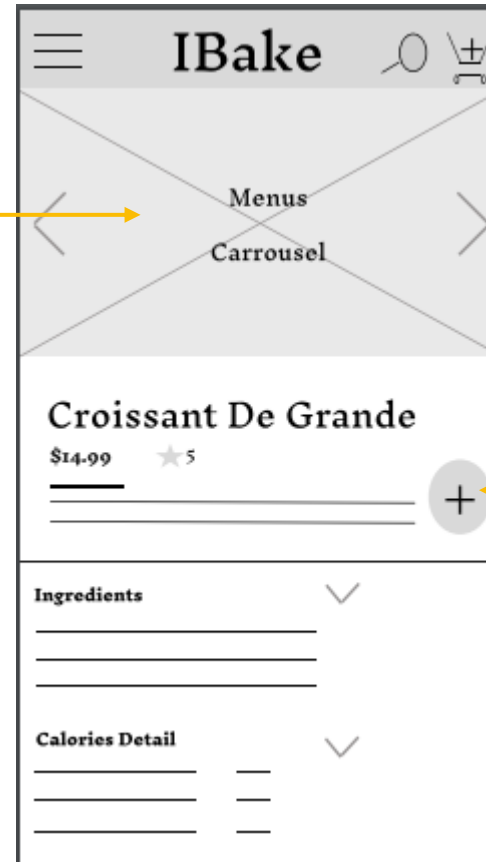 IBake
Menus
Carrousel
Croissant De Grande
$14.99 5
Ingredients
Calories Detail